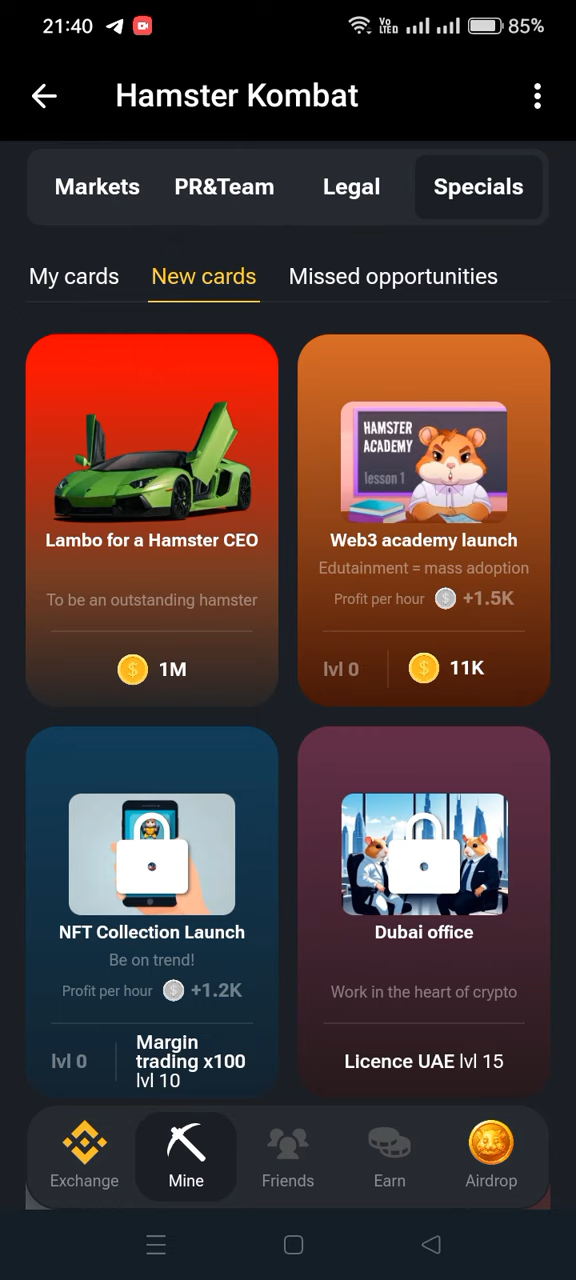 21:40 Vo LTED 85%
Hamster Kombat
Markets PR&Team Legal Specials
My cards New cards Missed opportunities
HAMSTER
ACADEMY
lesson 1
Lambo for a Hamster CEO
To be an outstanding hamster
1M
Web3 academy launch
Edutainment = mass adoption
Profit per hour +1.5K
lvl 0 11K
NFT Collection Launch
Be on trend!
Profit per hour +1.2K
lvl 0
Margin
trading x100
lvl 10
Dubai office
Work in the heart of crypto
Licence UAE lvl 15
Exchange Mine Friends Earn Airdrop